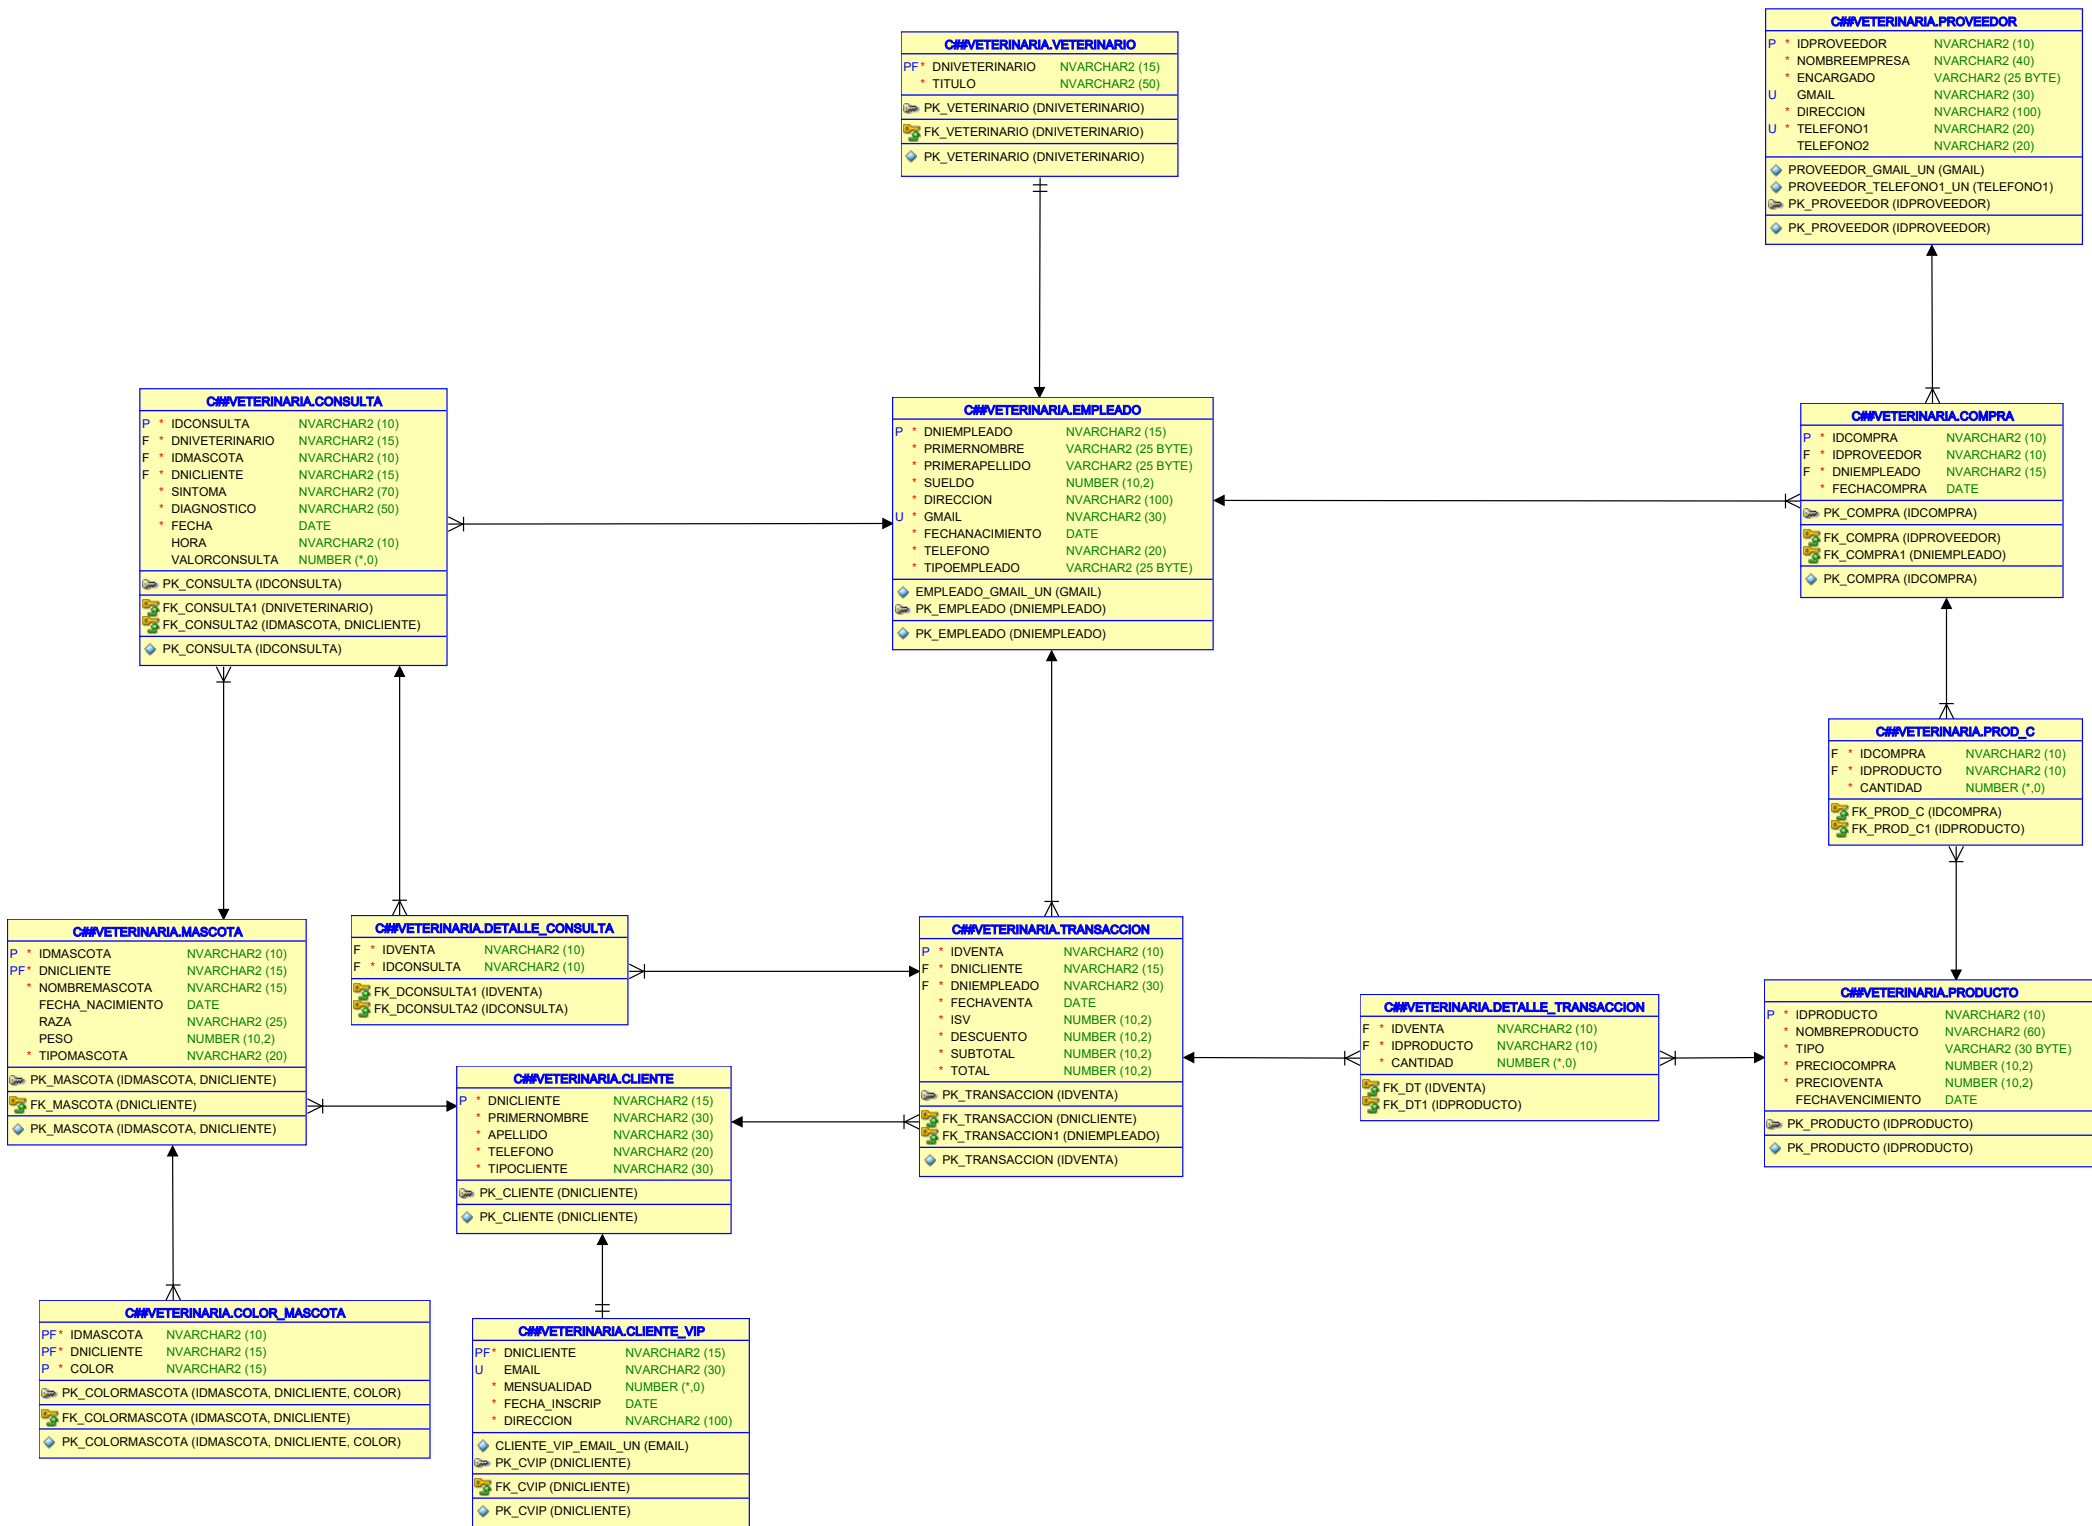 C##VETERINARIA.VETERINARIO
PF* DNIVETERINARIO NVARCHAR2 (15)
* TITULO NVARCHAR2 (50)
PK_VETERINARIO (DNIVETERINARIO)
FK_VETERINARIO (DNIVETERINARIO)
PK_VETERINARIO (DNIVETERINARIO)
C##VETERINARIA.PROVEEDOR
P * IDPROVEEDOR NVARCHAR2 (10)
* NOMBREEMPRESA NVARCHAR2 (40)
* ENCARGADO VARCHAR2 (25 BYTE)
U GMAIL NVARCHAR2 (30)
* DIRECCION NVARCHAR2 (100)
U * TELEFONO1 NVARCHAR2 (20)
TELEFONO2 NVARCHAR2 (20)
PROVEEDOR_GMAIL_UN (GMAIL)
PROVEEDOR_TELEFONO1_UN (TELEFONO1)
PK_PROVEEDOR (IDPROVEEDOR)
PK_PROVEEDOR (IDPROVEEDOR)
C##VETERINARIA.CONSULTA
P * IDCONSULTA NVARCHAR2 (10)
F * DNIVETERINARIO NVARCHAR2 (15)
F * IDMASCOTA NVARCHAR2 (10)
F * DNICLIENTE NVARCHAR2 (15)
* SINTOMA NVARCHAR2 (70)
* DIAGNOSTICO NVARCHAR2 (50)
* FECHA DATE
HORA NVARCHAR2 (10)
VALORCONSULTA NUMBER (*,0)
PK_CONSULTA (IDCONSULTA)
FK_CONSULTA1 (DNIVETERINARIO)
FK_CONSULTA2 (IDMASCOTA, DNICLIENTE)
PK_CONSULTA (IDCONSULTA)
C##VETERINARIA.EMPLEADO
P * DNIEMPLEADO NVARCHAR2 (15)
* PRIMERNOMBRE VARCHAR2 (25 BYTE)
* PRIMERAPELLIDO VARCHAR2 (25 BYTE)
* SUELDO NUMBER (10,2)
* DIRECCION NVARCHAR2 (100)
U * GMAIL NVARCHAR2 (30)
* FECHANACIMIENTO DATE
* TELEFONO NVARCHAR2 (20)
* TIPOEMPLEADO VARCHAR2 (25 BYTE)
EMPLEADO_GMAIL_UN (GMAIL)
PK_EMPLEADO (DNIEMPLEADO)
PK_EMPLEADO (DNIEMPLEADO)
C##VETERINARIA.COMPRA
P * IDCOMPRA NVARCHAR2 (10)
F * IDPROVEEDOR NVARCHAR2 (10)
F * DNIEMPLEADO NVARCHAR2 (15)
* FECHACOMPRA DATE
PK_COMPRA (IDCOMPRA)
FK_COMPRA (IDPROVEEDOR)
FK_COMPRA1 (DNIEMPLEADO)
PK_COMPRA (IDCOMPRA)
C##VETERINARIA.PROD_C
F * IDCOMPRA NVARCHAR2 (10)
F * IDPRODUCTO NVARCHAR2 (10)
* CANTIDAD NUMBER (*,0)
FK_PROD_C (IDCOMPRA)
FK_PROD_C1 (IDPRODUCTO)
C##VETERINARIA.MASCOTA
P * IDMASCOTA NVARCHAR2 (10)
PF* DNICLIENTE NVARCHAR2 (15)
* NOMBREMASCOTA NVARCHAR2 (15)
FECHA_NACIMIENTO DATE
RAZA NVARCHAR2 (25)
PESO NUMBER (10,2)
* TIPOMASCOTA NVARCHAR2 (20)
PK_MASCOTA (IDMASCOTA, DNICLIENTE)
FK_MASCOTA (DNICLIENTE)
PK_MASCOTA (IDMASCOTA, DNICLIENTE)
C##VETERINARIA.DETALLE_CONSULTA
F * IDVENTA NVARCHAR2 (10)
F * IDCONSULTA NVARCHAR2 (10)
FK_DCONSULTA1 (IDVENTA)
FK_DCONSULTA2 (IDCONSULTA)
C##VETERINARIA.TRANSACCION
P * IDVENTA NVARCHAR2 (10)
F * DNICLIENTE NVARCHAR2 (15)
F * DNIEMPLEADO NVARCHAR2 (30)
* FECHAVENTA DATE
* ISV NUMBER (10,2)
* DESCUENTO NUMBER (10,2)
* SUBTOTAL NUMBER (10,2)
* TOTAL NUMBER (10,2)
PK_TRANSACCION (IDVENTA)
FK_TRANSACCION (DNICLIENTE)
FK_TRANSACCION1 (DNIEMPLEADO)
PK_TRANSACCION (IDVENTA)
C##VETERINARIA.DETALLE_TRANSACCION
F * IDVENTA NVARCHAR2 (10)
F * IDPRODUCTO NVARCHAR2 (10)
* CANTIDAD NUMBER (*,0)
FK_DT (IDVENTA)
FK_DT1 (IDPRODUCTO)
C##VETERINARIA.PRODUCTO
P * IDPRODUCTO NVARCHAR2 (10)
* NOMBREPRODUCTO NVARCHAR2 (60)
* TIPO VARCHAR2 (30 BYTE)
* PRECIOCOMPRA NUMBER (10,2)
* PRECIOVENTA NUMBER (10,2)
FECHAVENCIMIENTO DATE
PK_PRODUCTO (IDPRODUCTO)
PK_PRODUCTO (IDPRODUCTO)
C##VETERINARIA.CLIENTE
P * DNICLIENTE NVARCHAR2 (15)
* PRIMERNOMBRE NVARCHAR2 (30)
* APELLIDO NVARCHAR2 (30)
* TELEFONO NVARCHAR2 (20)
* TIPOCLIENTE NVARCHAR2 (30)
PK_CLIENTE (DNICLIENTE)
PK_CLIENTE (DNICLIENTE)
C##VETERINARIA.COLOR_MASCOTA
PF* IDMASCOTA NVARCHAR2 (10)
PF* DNICLIENTE NVARCHAR2 (15)
P * COLOR NVARCHAR2 (15)
PK_COLORMASCOTA (IDMASCOTA, DNICLIENTE, COLOR)
FK_COLORMASCOTA (IDMASCOTA, DNICLIENTE)
PK_COLORMASCOTA (IDMASCOTA, DNICLIENTE, COLOR)
C##VETERINARIA.CLIENTE_VIP
PF* DNICLIENTE NVARCHAR2 (15)
U EMAIL NVARCHAR2 (30)
* MENSUALIDAD NUMBER (*,0)
* FECHA_INSCRIP DATE
* DIRECCION NVARCHAR2 (100)
CLIENTE_VIP_EMAIL_UN (EMAIL)
PK_CVIP (DNICLIENTE)
FK_CVIP (DNICLIENTE)
PK_CVIP (DNICLIENTE)